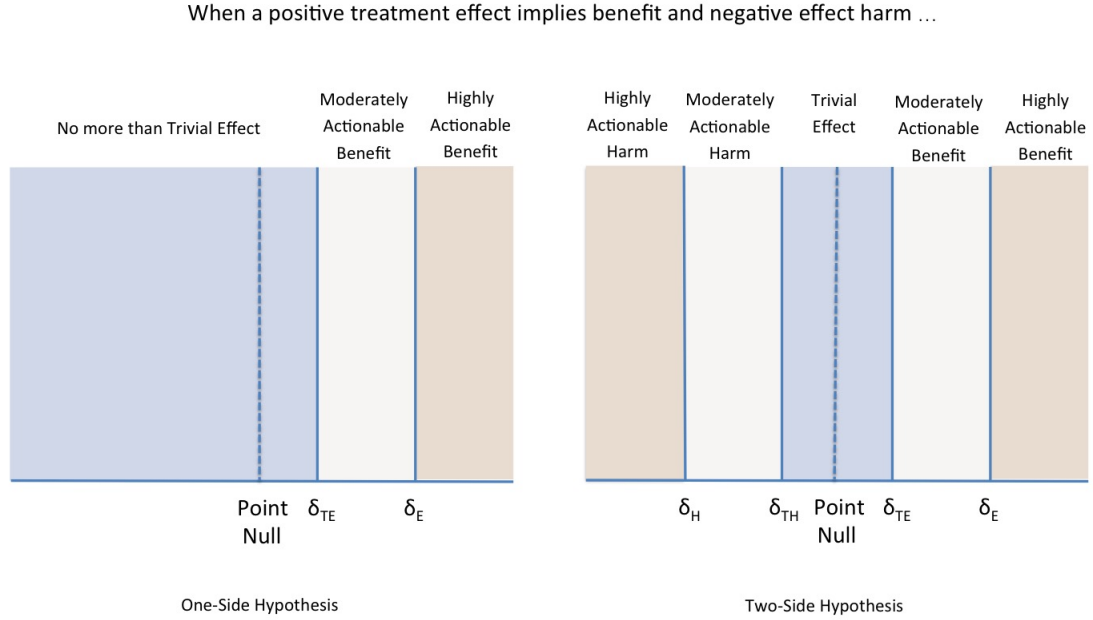 When a positive treatment effect implies benefit and negative effect harm …
No more than Trivial Effect
Moderately
Actionable
Benefit
Highly
Actionable
Benefit
Point
Null
δTE
δE
One-Side Hypothesis
Highly
Actionable
Harm
Moderately
Actionable
Harm
Trivial
Effect
Moderately
Actionable
Benefit
Highly
Actionable
Benefit
δH
δTH
Point
Null
δTE
δE
Two-Side Hypothesis